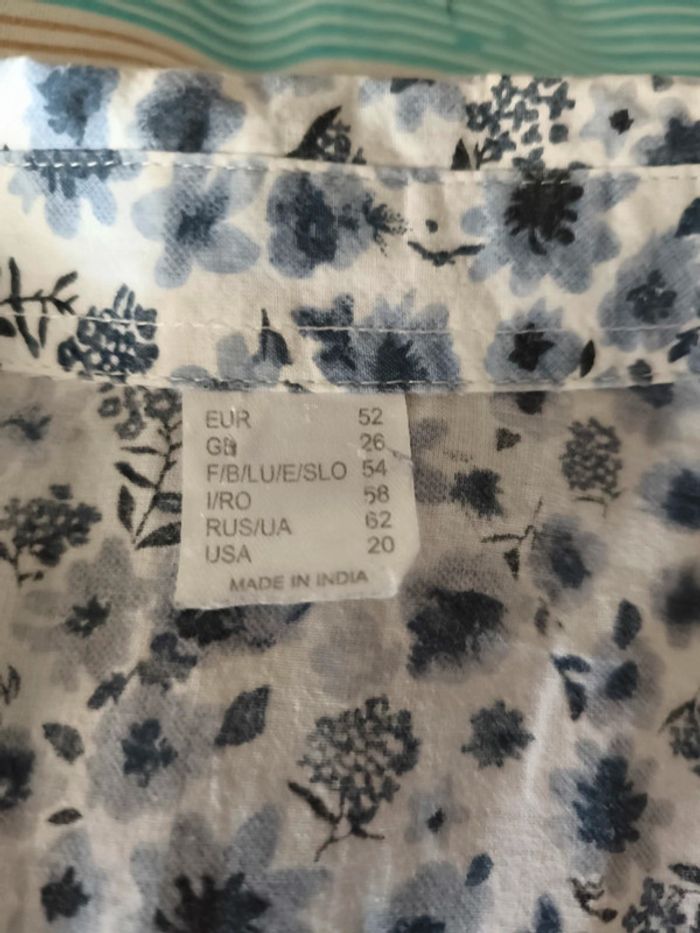 EUR 52
GB 26
F/B/LU/E/SLO 54
I/RO 58
RUS/UA 62
USA 20
MADE IN INDIA